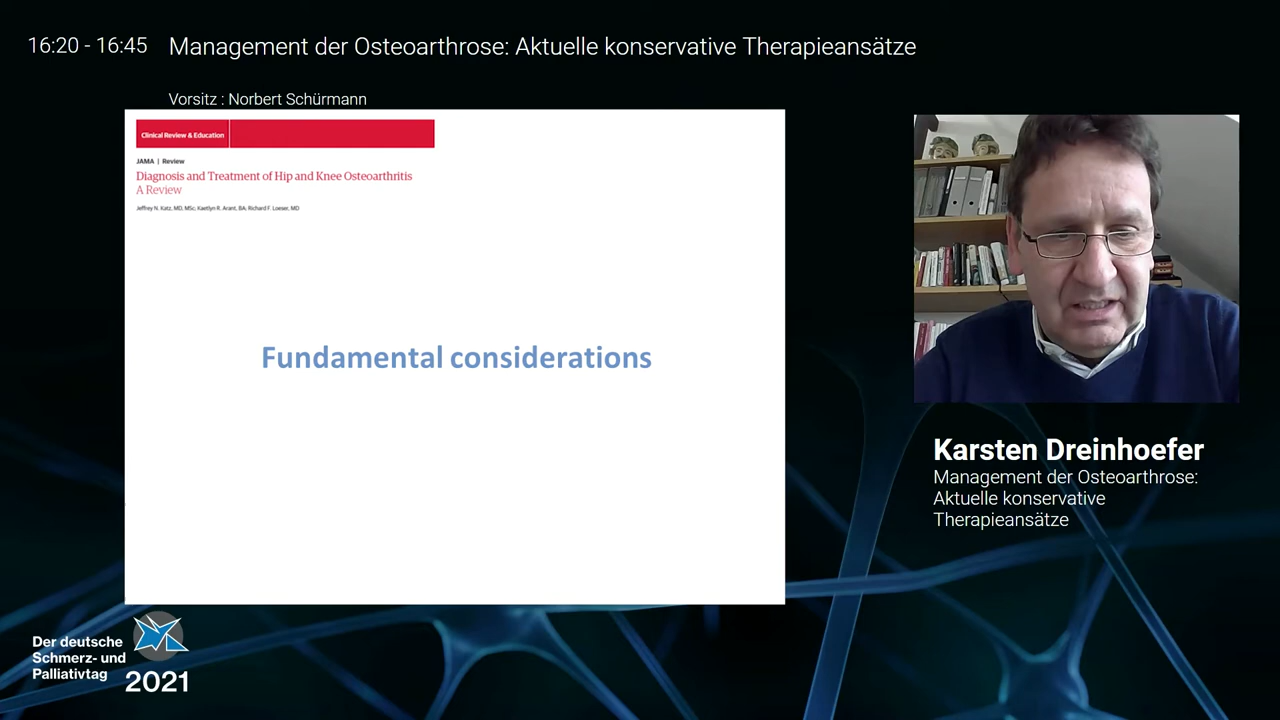 16:20 - 16:45 Management der Osteoarthrose: Aktuelle konservative Therapieansätze
Vorsitz : Norbert Schürmann
Clinical Review & Education
JAMA | Review
Diagnosis and Treatment of Hip and Knee Osteoarthritis
A Review
Jeffrey N. Katz, MD, MSc; Kaetlyn R. Arant, BA; Richard F. Loeser, MD
Fundamental considerations
Karsten Dreinhoefer
Management der Osteoarthrose:
Aktuelle konservative
Therapieansätze
Der deutsche
Schmerz- und
Palliativtag
2021